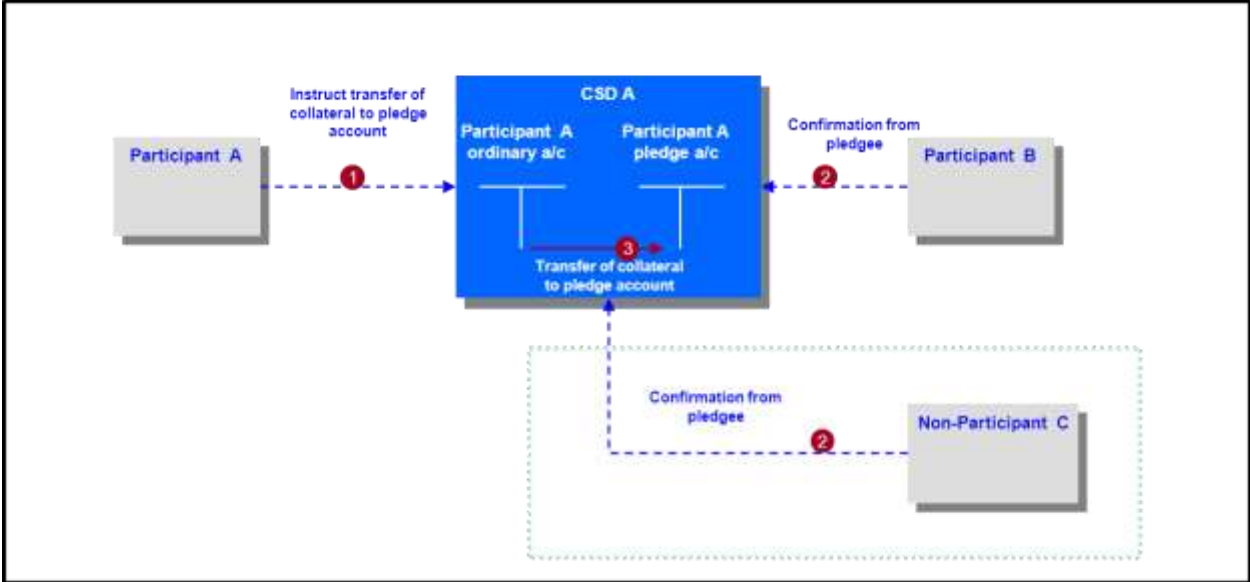 CSD A
Instruct transfer of
collateral to pledge
account
Participant A
1
Participant A
ordinary a/c
Participant A
pledge a/c
3
Transfer of collateral
to pledge account
Confirmation from
pledgee
2
Participant B
Confirmation from
pledgee
2
Non-Participant C